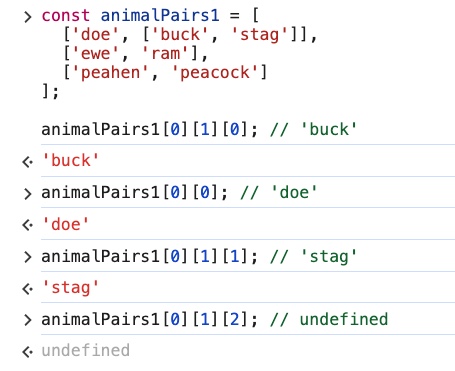 > const animalPairs1 = [
['doe', ['buck', 'stag']],
['ewe', 'ram'],
['peahen', 'peacock']
];
animalPairs1[0][1][0]; // 'buck'
'buck'
> animalPairs1[0][0]; // 'doe'
'doe'
> animalPairs1[0][1][1]; // 'stag'
'stag'
> animalPairs1[0][1][2]; // undefined
undefined